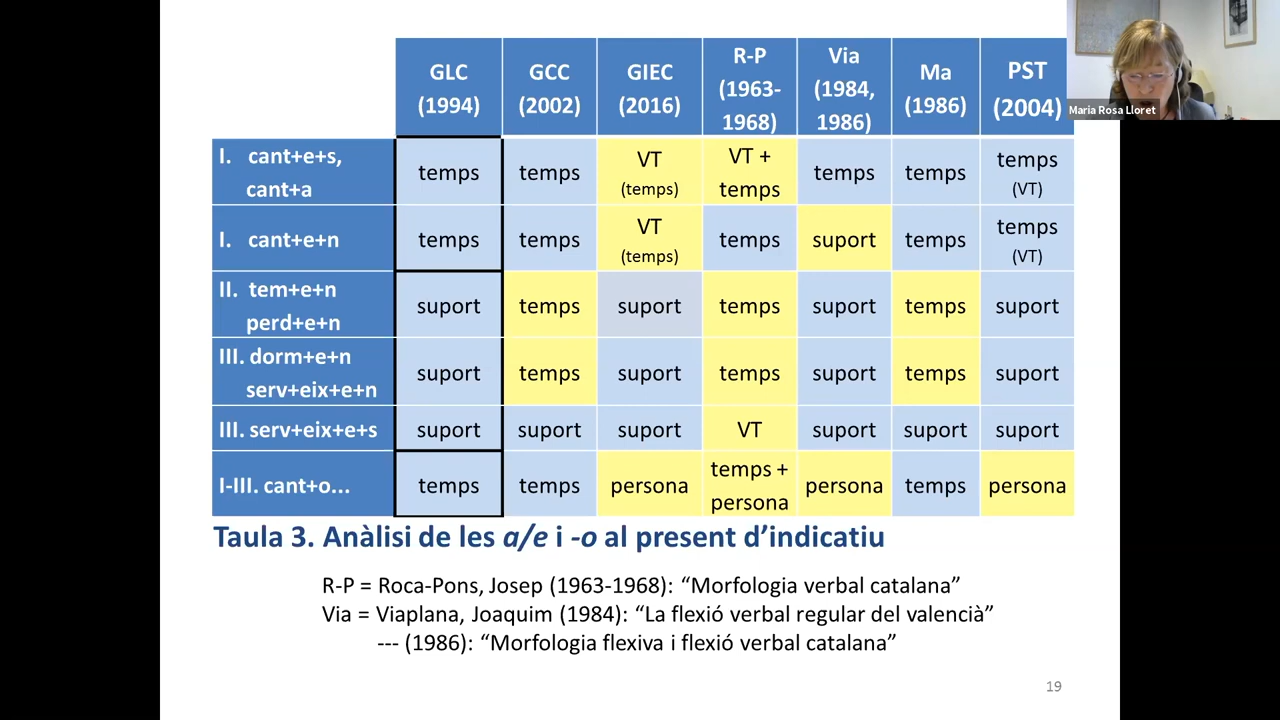 GLC (1994) GCC (2002) GIEC (2016) R-P (1963-1968) Via (1984, 1986) Ma (1986) PST (2004)
Maria Rosa Lloret
I. cant+e+s, cant+a temps temps VT (temps) VT + temps temps temps temps (VT)
I. cant+e+n temps temps VT (temps) temps suport temps temps (VT)
II. tem+e+n perd+e+n suport temps suport temps suport temps suport
III. dorm+e+n serv+eix+e+n suport temps suport temps suport temps suport
III. serv+eix+e+s suport suport suport VT suport suport suport
I-III. cant+o... temps temps persona temps + persona persona temps persona
Taula 3. Anàlisi de les a/e i -o al present d’indicatiu
R-P = Roca-Pons, Josep (1963-1968): “Morfologia verbal catalana”
Via = Viaplana, Joaquim (1984): “La flexió verbal regular del valencià”
--- (1986): “Morfologia flexiva i flexió verbal catalana”
19